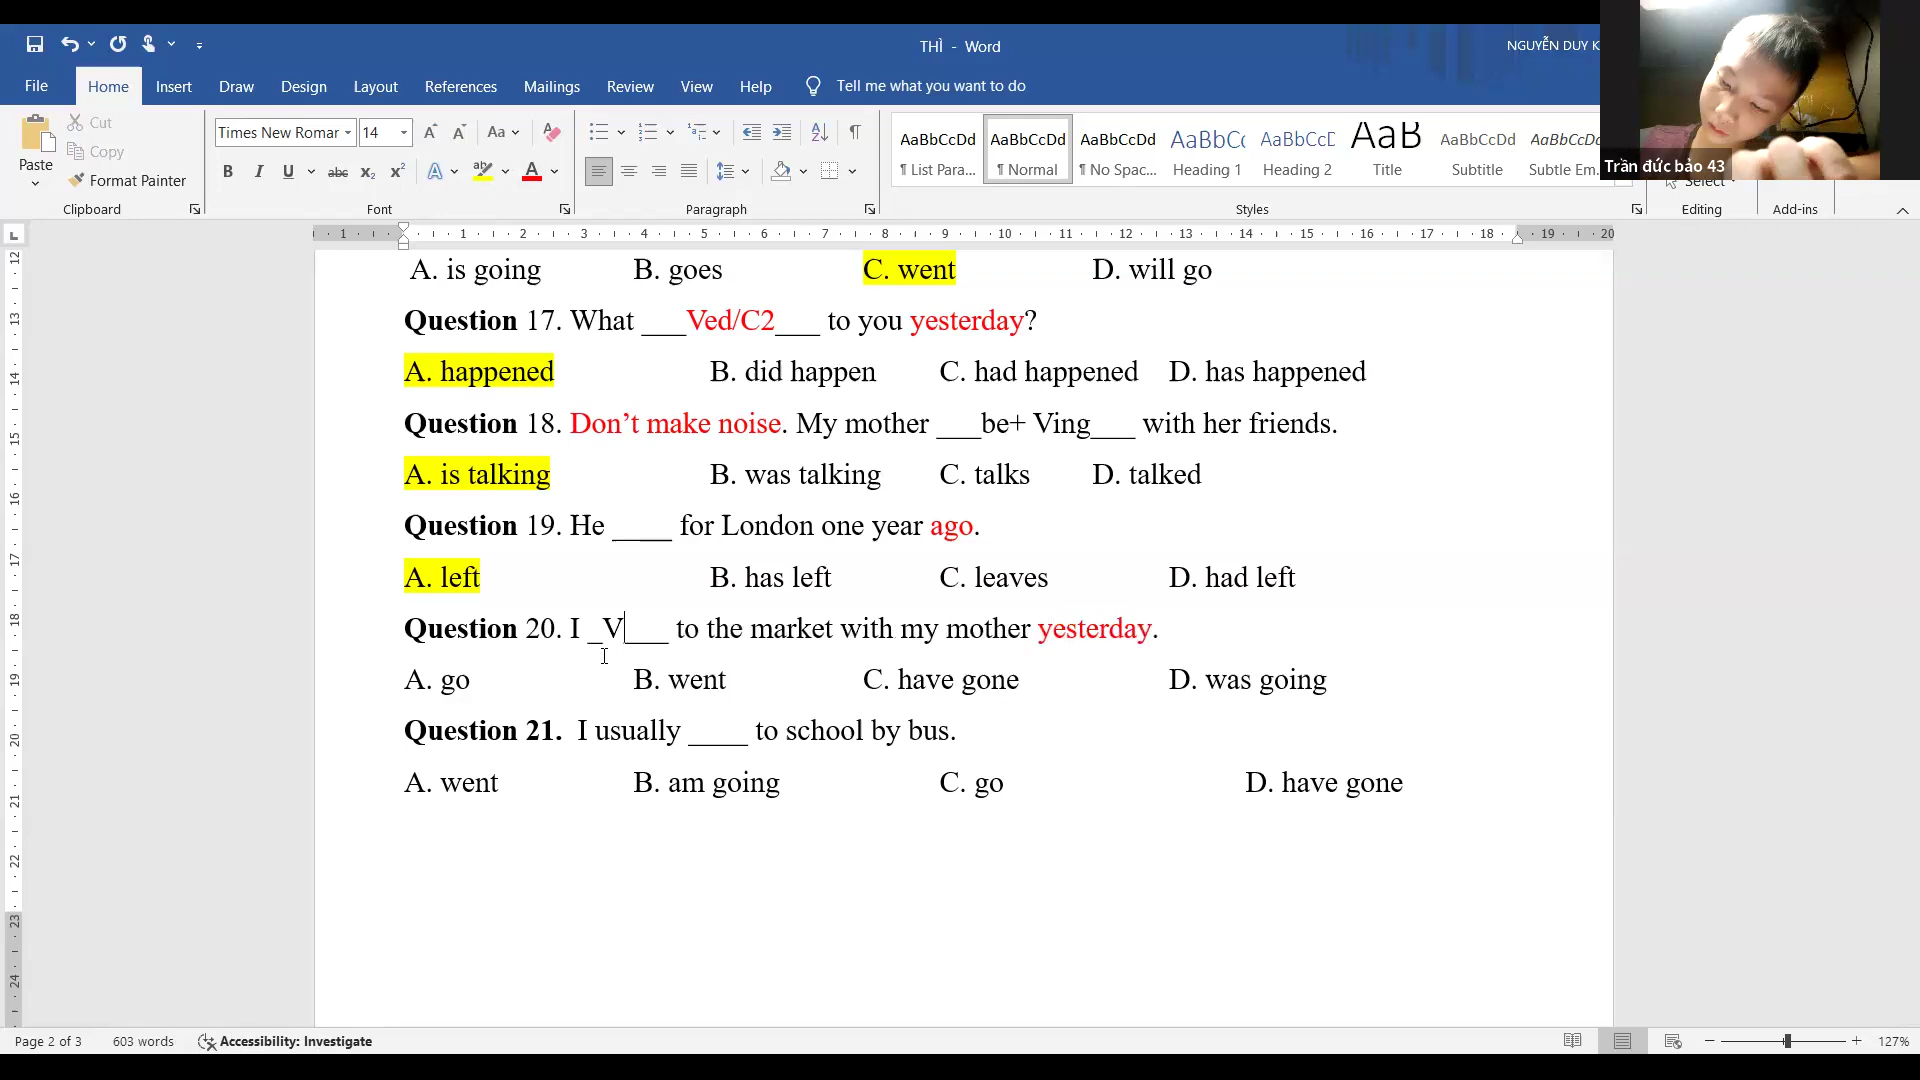 THÌ - Word
NGUYỄN DUY K
File Home Insert Draw Design Layout References Mailings Review View Help Tell me what you want to do
Paste
Cut
Copy
Format Painter
Clipboard
Times New Romar 14
Font
Paragraph
AaBbCcDd AaBbCcDd AaBbCcDd AaBbCc AaBbCcD AaB AaBbCcDd AaBbCcDd
¶ List Para... ¶ Normal ¶ No Spac... Heading 1 Heading 2 Title Subtitle Subtle Em...
Styles
Select
Editing
Add-ins
Trần đức bảo 43
A. is going B. goes C. went D. will go
Question 17. What ___Ved/C2___ to you yesterday?
A. happened B. did happen C. had happened D. has happened
Question 18. Don’t make noise. My mother ___be+ Ving___ with her friends.
A. is talking B. was talking C. talks D. talked
Question 19. He ____ for London one year ago.
A. left B. has left C. leaves D. had left
Question 20. I _V___ to the market with my mother yesterday.
A. go B. went C. have gone D. was going
Question 21. I usually ____ to school by bus.
A. went B. am going C. go D. have gone
Page 2 of 3 603 words Accessibility: Investigate 127%